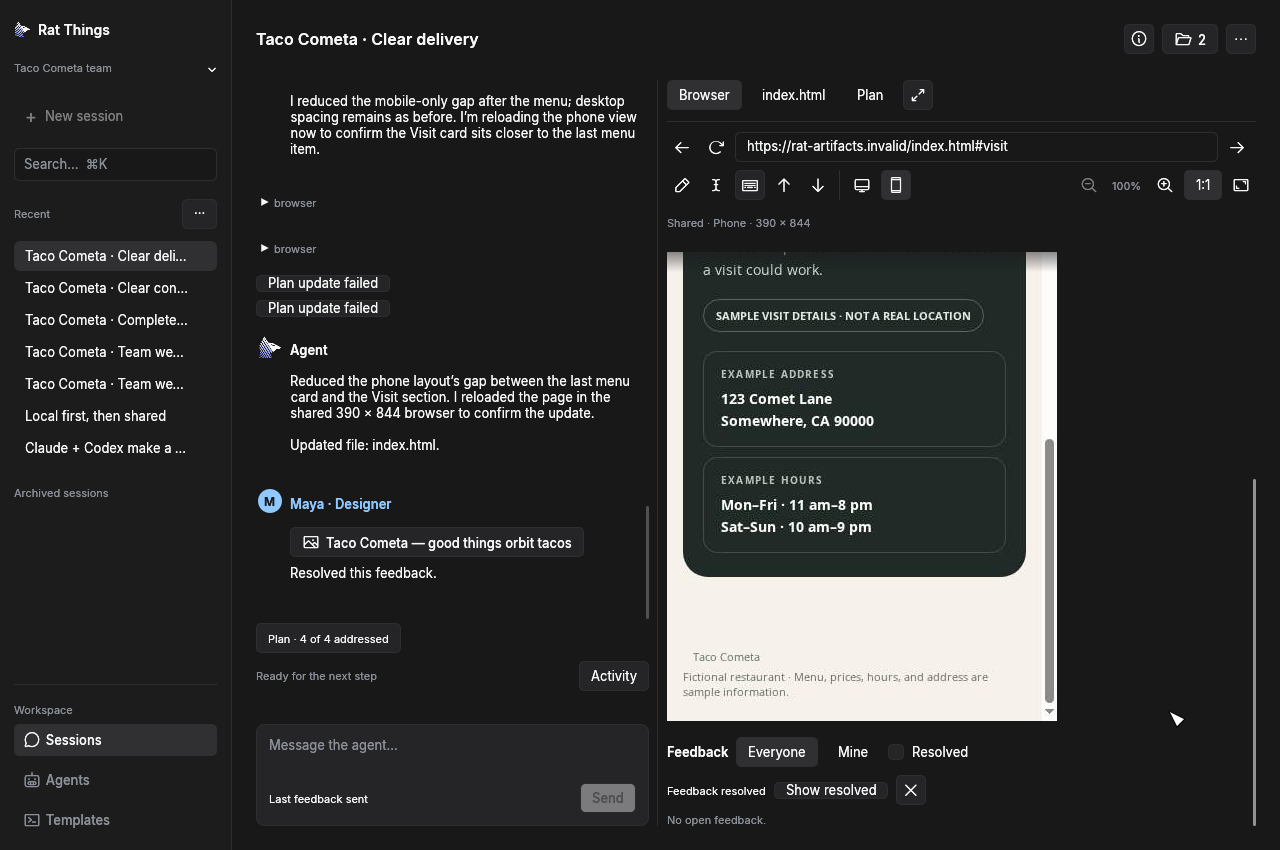 Rat Things
Taco Cometa team
+ New session
Search... ⌘K
Recent
...
Taco Cometa · Clear deli...
Taco Cometa · Clear con...
Taco Cometa · Complete...
Taco Cometa · Team we...
Taco Cometa · Team we...
Local first, then shared
Claude + Codex make a ...
Archived sessions
Workspace
Sessions
Agents
Templates
Taco Cometa · Clear delivery
2
...
I reduced the mobile-only gap after the menu; desktop
spacing remains as before. I’m reloading the phone view
now to confirm the Visit card sits closer to the last menu
item.
browser
browser
Plan update failed
Plan update failed
Agent
Reduced the phone layout’s gap between the last menu
card and the Visit section. I reloaded the page in the
shared 390 × 844 browser to confirm the update.
Updated file: index.html.
M
Maya · Designer
Taco Cometa — good things orbit tacos
Resolved this feedback.
Plan · 4 of 4 addressed
Ready for the next step
Activity
Message the agent...
Last feedback sent
Send
Browser
index.html
Plan
https://rat-artifacts.invalid/index.html#visit
100%
1:1
Shared · Phone · 390 × 844
a visit could work.
SAMPLE VISIT DETAILS · NOT A REAL LOCATION
EXAMPLE ADDRESS
123 Comet Lane
Somewhere, CA 90000
EXAMPLE HOURS
Mon–Fri · 11 am–8 pm
Sat–Sun · 10 am–9 pm
Taco Cometa
Fictional restaurant · Menu, prices, hours, and address are
sample information.
Feedback
Everyone
Mine
Resolved
Feedback resolved
Show resolved
No open feedback.